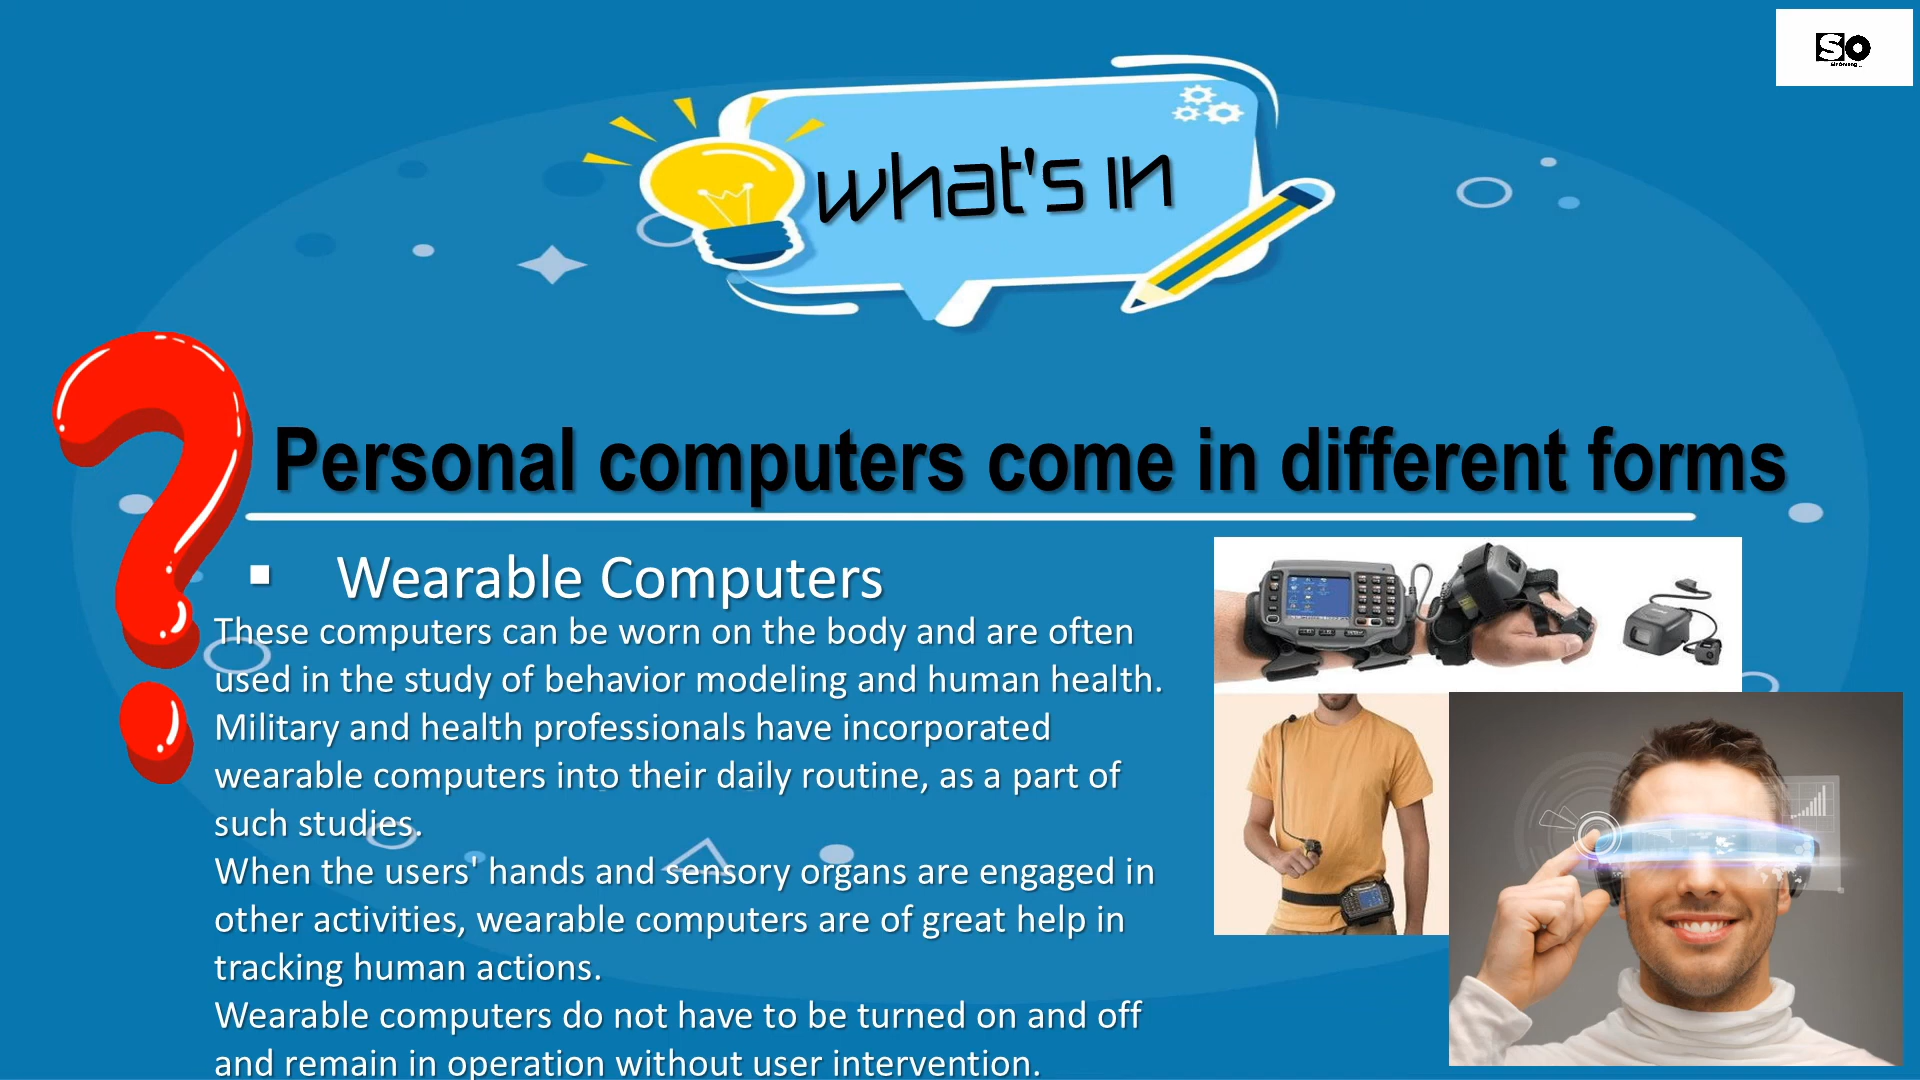 SO
what's in
Personal computers come in different forms
▪ Wearable Computers
These computers can be worn on the body and are often
used in the study of behavior modeling and human health.
Military and health professionals have incorporated
wearable computers into their daily routine, as a part of
such studies.
When the users' hands and sensory organs are engaged in
other activities, wearable computers are of great help in
tracking human actions.
Wearable computers do not have to be turned on and off
and remain in operation without user intervention.